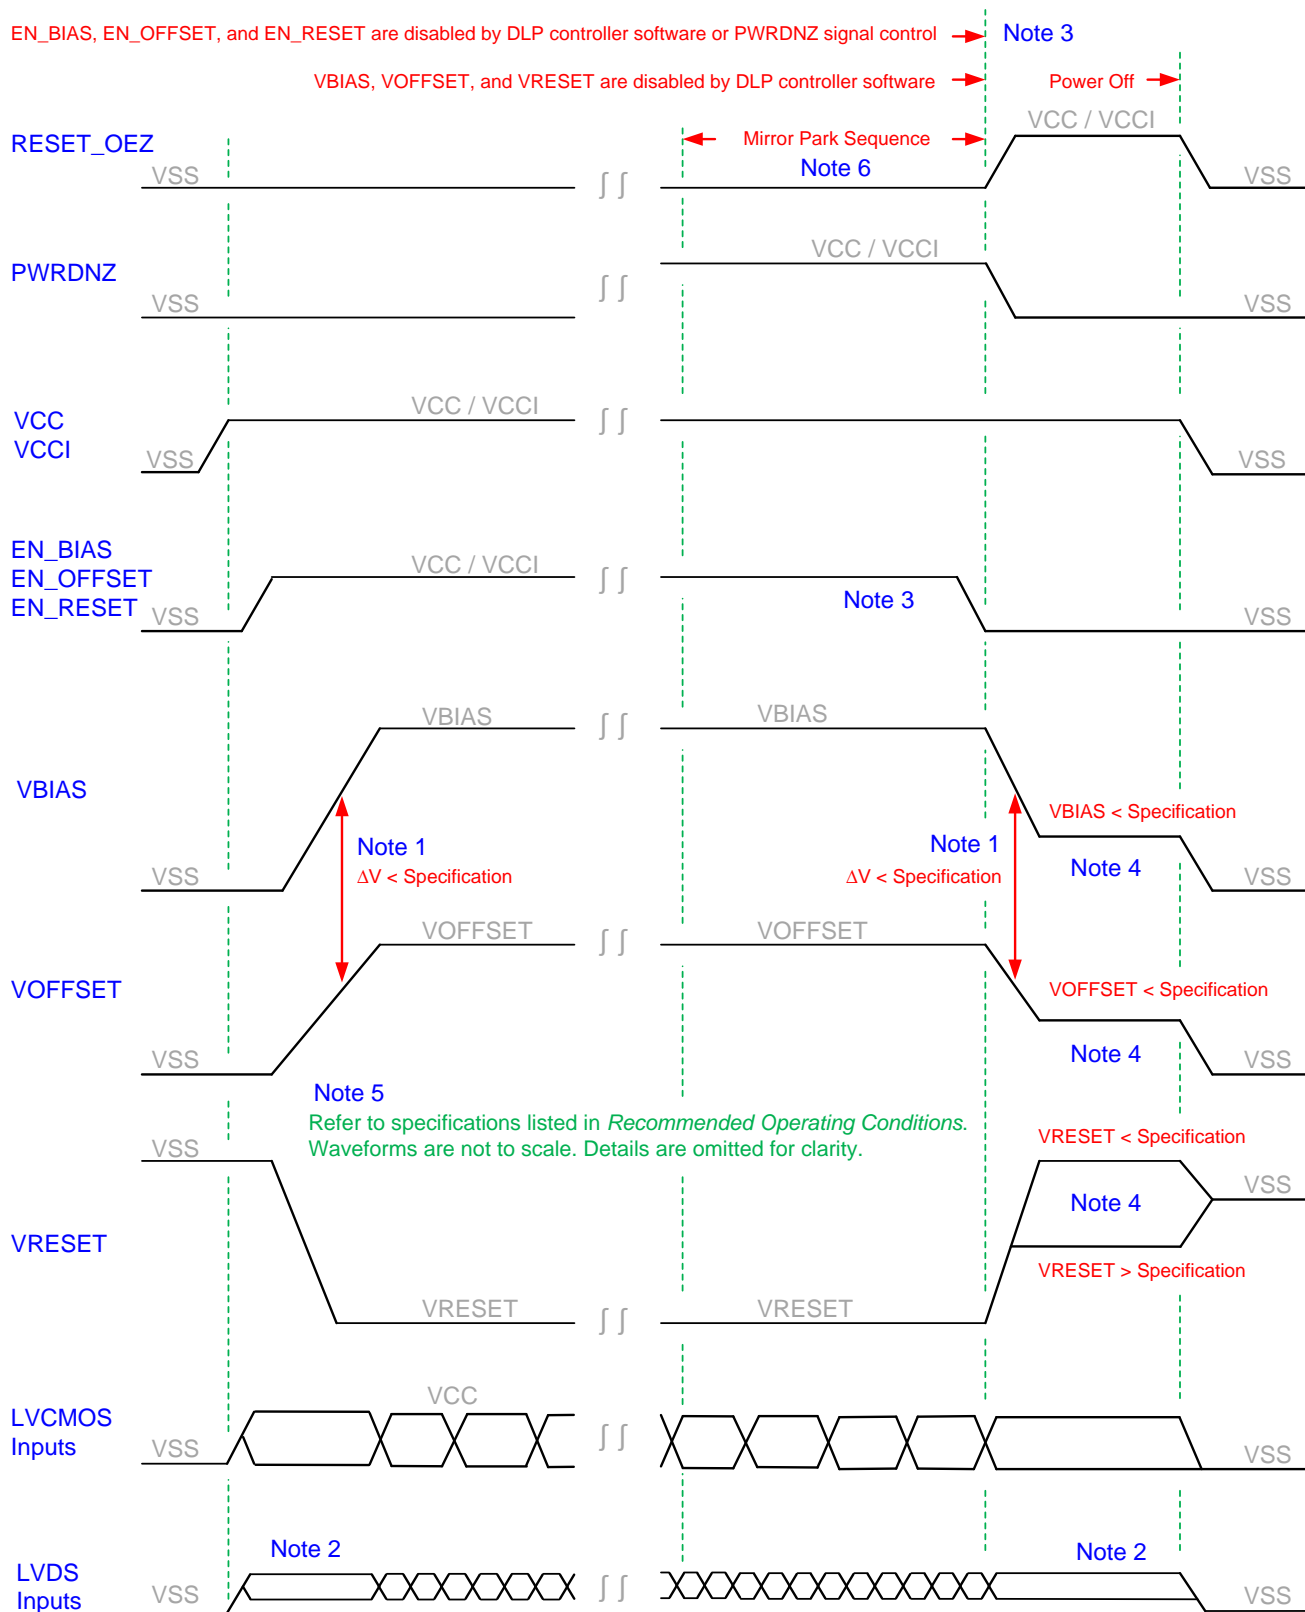 EN_BIAS, EN_OFFSET, and EN_RESET are disabled by DLP controller software or PWRDNZ signal control
Note 3
VBIAS, VOFFSET, and VRESET are disabled by DLP controller software
Power Off
RESET_OEZ
VSS
Mirror Park Sequence
Note 6
VCC / VCCI
VSS
PWRDNZ
VSS
∫ ∫
VCC / VCCI
VSS
∫ ∫
VCC
VCCI
VSS
VCC / VCCI
∫ ∫
VSS
EN_BIAS
EN_OFFSET
EN_RESET
VSS
VCC / VCCI
∫ ∫
Note 3
VSS
VBIAS
VSS
VBIAS
∫ ∫
VBIAS
Note 1
ΔV < Specification
Note 1
ΔV < Specification
VBIAS < Specification
Note 4
VSS
VOFFSET
VSS
VOFFSET
∫ ∫
VOFFSET
VOFFSET < Specification
Note 4
VSS
Note 5
Refer to specifications listed in Recommended Operating Conditions.
Waveforms are not to scale. Details are omitted for clarity.
VRESET
VSS
VRESET
∫ ∫
VRESET
VRESET < Specification
Note 4
VRESET > Specification
VSS
LVCMOS
Inputs
VSS
VCC
∫ ∫
VSS
LVDS
Inputs
VSS
Note 2
∫ ∫
Note 2
VSS